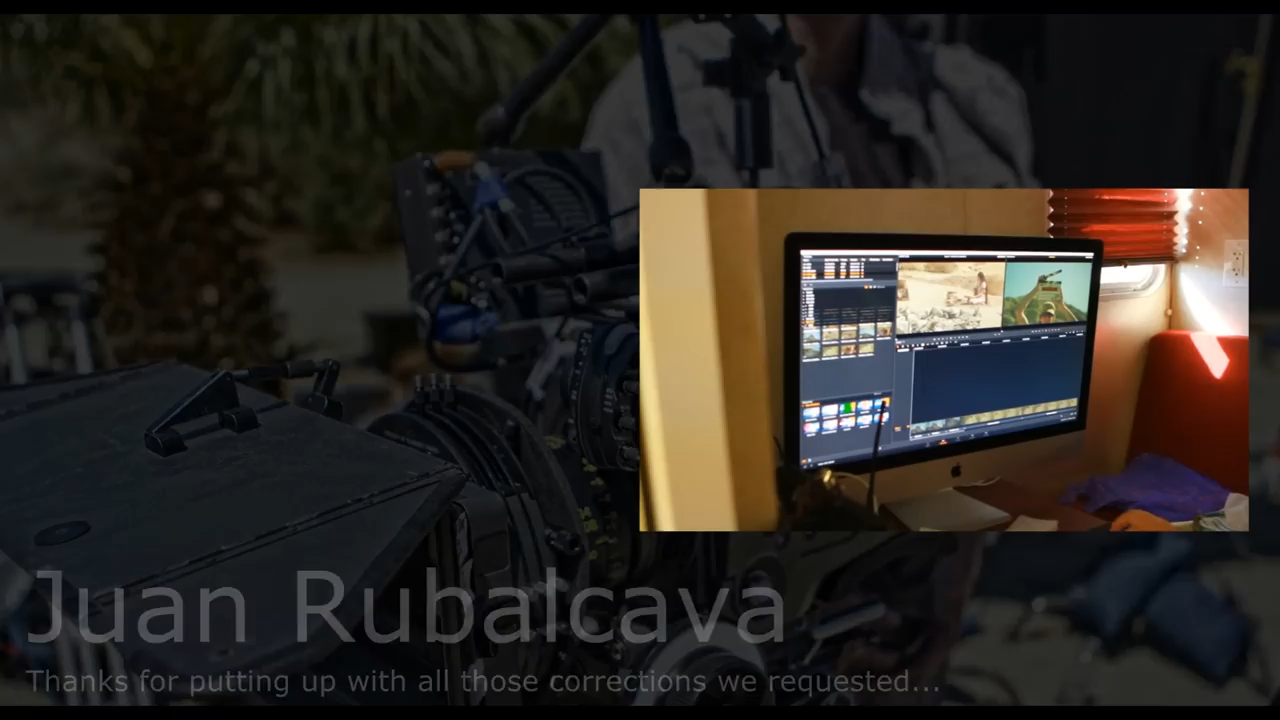 Juan Rubalcava
Thanks for putting up with all those corrections we requested...